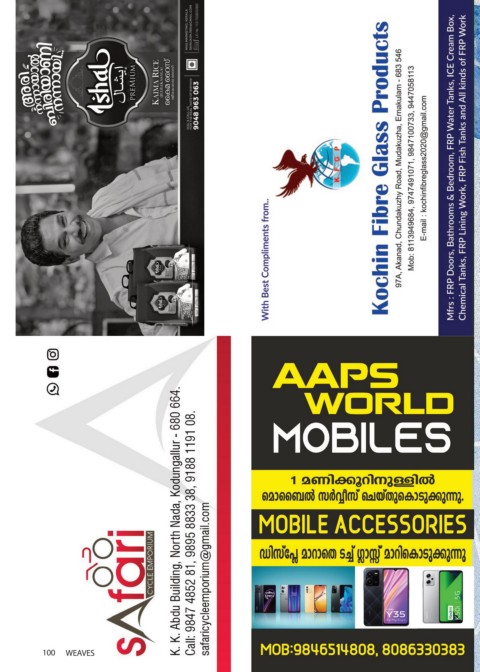 അരി
നന്നായാൽ
ബിരിയാണി
നന്നായി.
Ishal
PREMIUM
KAIMA RICE
കൈമ റൈസ്
9048 963 063
With Best Compliments from..
K F G P
Kochin Fibre Glass Products
97A, Akanad, Chundakuzhy Road, Mudakuzha, Ernakulam - 683 546
Mob: 8113949684, 9747491071, 9847100733, 9447058113
E-mail : kochinfibreglass2020@gmail.com
Mfrs : FRP Doors, Bathrooms & Bedroom, FRP Water Tanks, ICE Cream Box,
Chemical Tanks, FRP Lining Work, FRP Fish Tanks and All kinds of FRP Work
sAfari
CYCLE EMPORIUM
K. K. Abdu Building, North Nada, Kodungallur - 680 664.
Call: 9847 4852 81, 9895 8833 38, 9188 1191 08.
safaricycleemporium@gmail.com
AAPS
WORLD
MOBILES
1 മണിക്കൂറിനുള്ളിൽ
മൊബൈൽ സർവ്വീസ് ചെയ്തുകൊടുക്കുന്നു.
MOBILE ACCESSORIES
ഡിസ്പ്ലേ മാറാതെ ടച്ച് ഗ്ലാസ്സ് മാറികൊടുക്കുന്നു
Y35
5G
MOB:9846514808, 8086330383
100 WEAVES